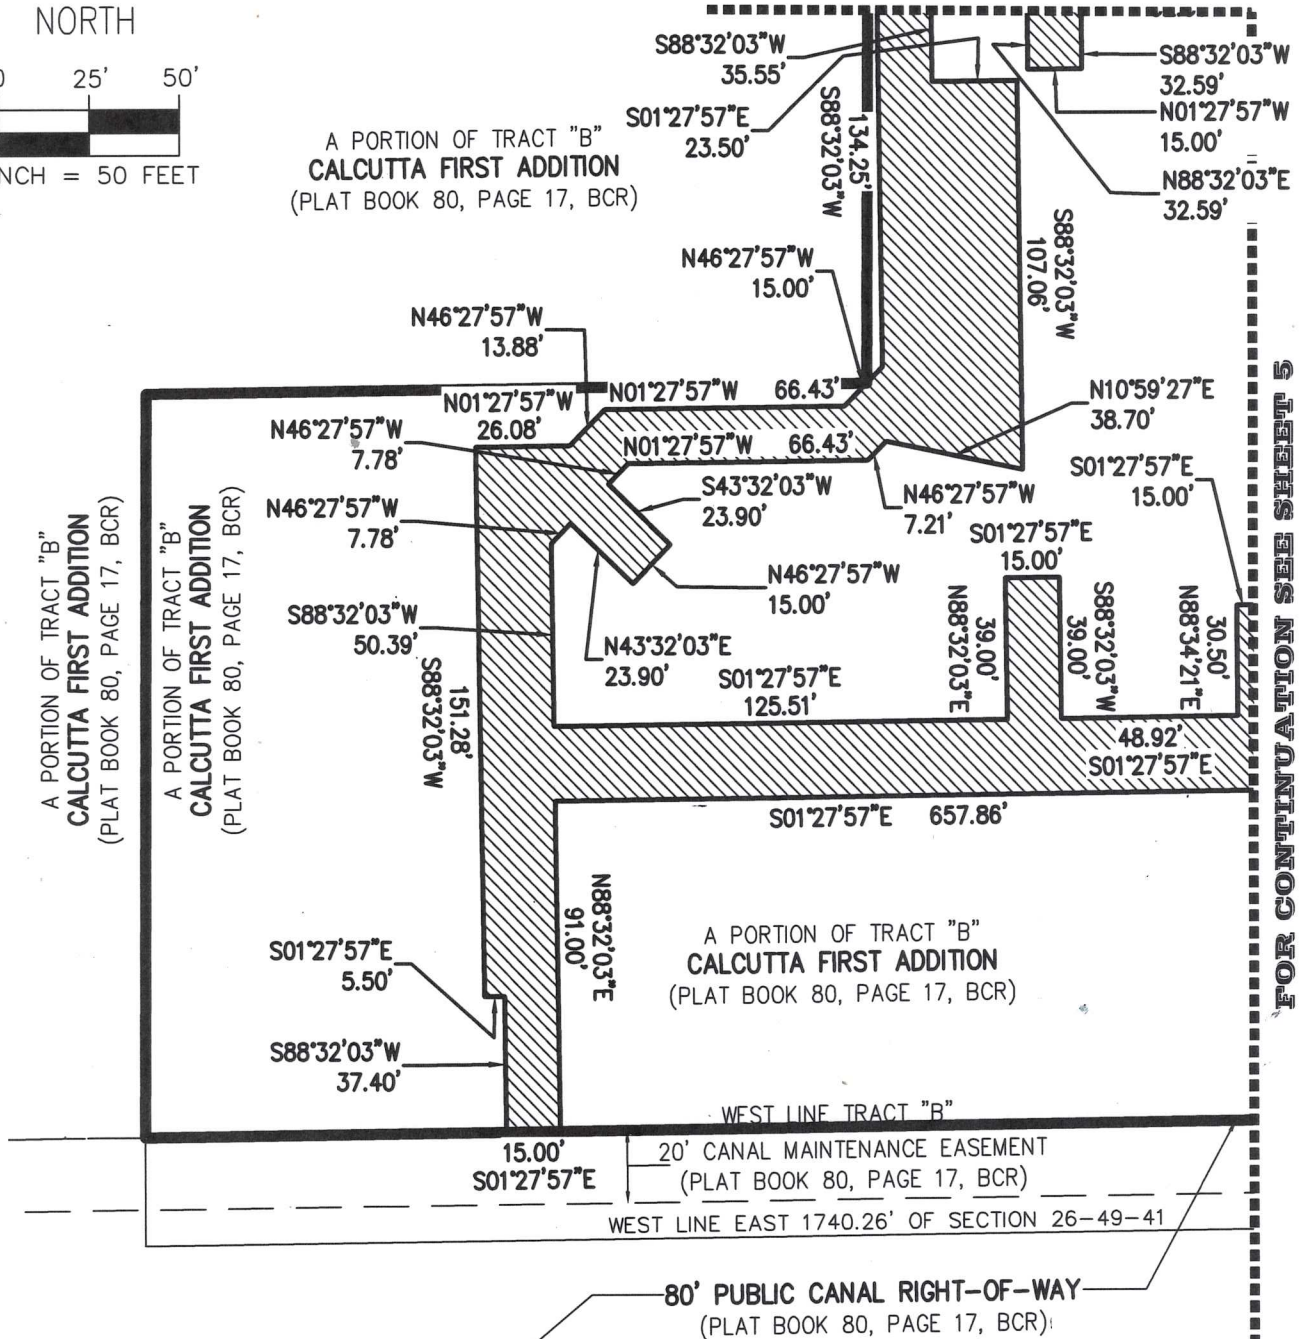 NORTH
0 25' 50'
NCH = 50 FEET
A PORTION OF TRACT "B"
CALCUTTA FIRST ADDITION
(PLAT BOOK 80, PAGE 17, BCR)
S88°32'03"W
35.55'
S01°27'57"E
23.50'
S88°32'03"W
134.25'
S88°32'03"W
32.59'
N01°27'57"W
15.00'
N88°32'03"E
32.59'
S88°32'03"W
107.06'
N46°27'57"W
15.00'
N46°27'57"W
13.88'
N01°27'57"W 66.43'
N01°27'57"W
26.08'
N46°27'57"W
7.78'
N01°27'57"W 66.43'
N10°59'27"E
38.70'
S01°27'57"E
15.00'
S43°32'03"W
23.90'
N46°27'57"W
7.21'
N46°27'57"W
7.78'
S01°27'57"E
15.00'
N46°27'57"W
15.00'
S88°32'03"W
50.39'
N43°32'03"E
23.90'
S01°27'57"E
125.51'
N88°32'03"E
39.00'
S88°32'03"W
39.00'
N88°34'21"E
30.50'
48.92'
S01°27'57"E
S88°32'03"W
151.28'
A PORTION OF TRACT "B"
CALCUTTA FIRST ADDITION
(PLAT BOOK 80, PAGE 17, BCR)
A PORTION OF TRACT "B"
CALCUTTA FIRST ADDITION
(PLAT BOOK 80, PAGE 17, BCR)
S01°27'57"E 657.86'
N88°32'03"E
91.00'
S01°27'57"E
5.50'
S88°32'03"W
37.40'
A PORTION OF TRACT "B"
CALCUTTA FIRST ADDITION
(PLAT BOOK 80, PAGE 17, BCR)
FOR CONTINUATION SEE SHEET 5
WEST LINE TRACT "B"
15.00'
S01°27'57"E
20' CANAL MAINTENANCE EASEMENT
(PLAT BOOK 80, PAGE 17, BCR)
WEST LINE EAST 1740.26' OF SECTION 26-49-41
80' PUBLIC CANAL RIGHT-OF-WAY
(PLAT BOOK 80, PAGE 17, BCR)